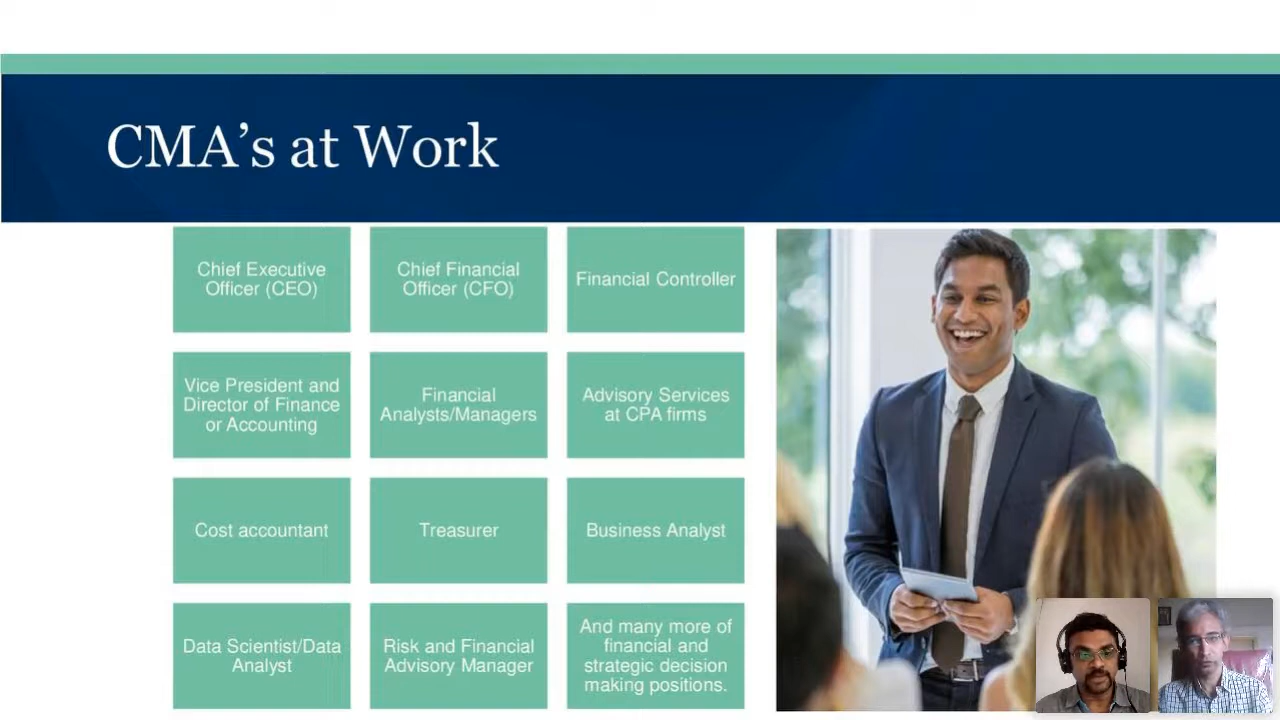 CMA’s at Work
Chief Executive
Officer (CEO)
Chief Financial
Officer (CFO)
Financial Controller
Vice President and
Director of Finance
or Accounting
Financial
Analysts/Managers
Advisory Services
at CPA firms
Cost accountant
Treasurer
Business Analyst
Data Scientist/Data
Analyst
Risk and Financial
Advisory Manager
And many more of
financial and
strategic decision
making positions.